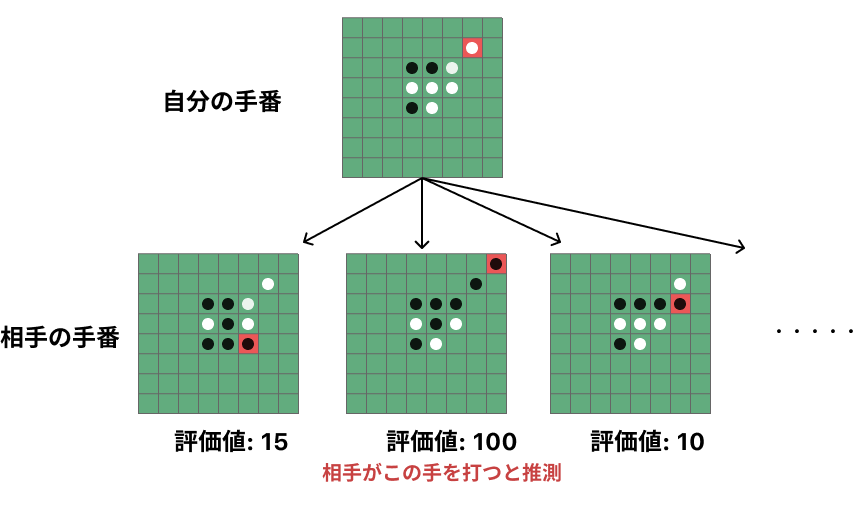 自分の手番
相手の手番
・・・・・
評価値: 15
評価値: 100
評価値: 10
相手がこの手を打つと推測